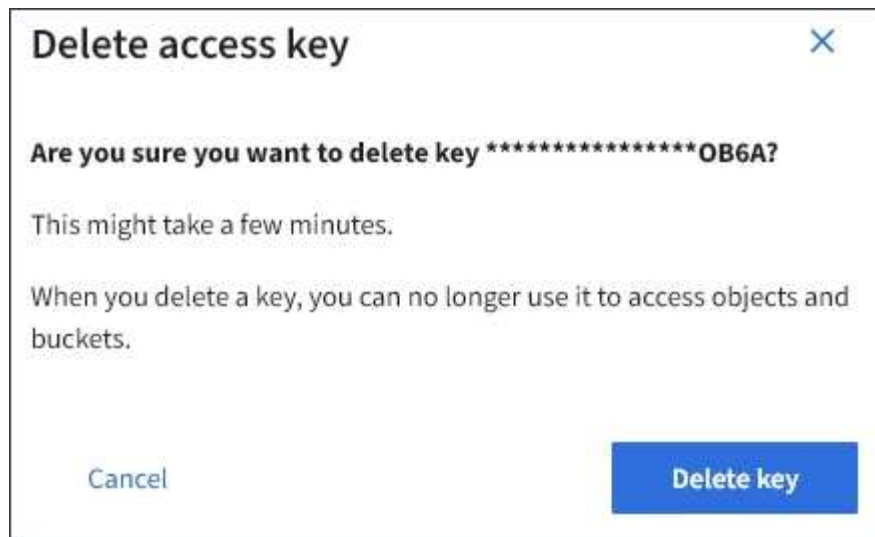 Delete access key
Are you sure you want to delete key ****************OB6A?
This might take a few minutes.
When you delete a key, you can no longer use it to access objects and
buckets.
Cancel
Delete key